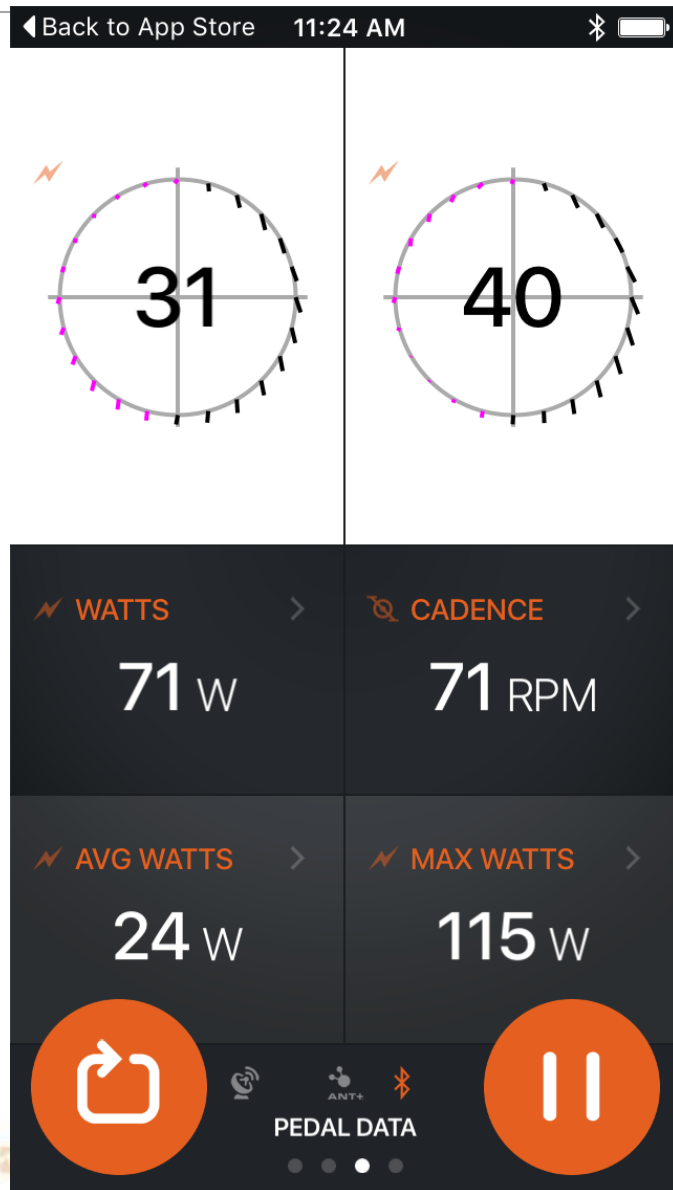 Back to App Store 11:24 AM
31 40
WATTS CADENCE
71 W 71 RPM
AVG WATTS MAX WATTS
24 W 115 W
ANT+
PEDAL DATA